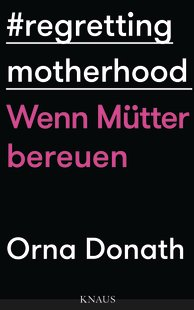 #regretting
motherhood
Wenn Mütter
bereuen
Orna Donath
KNAUS